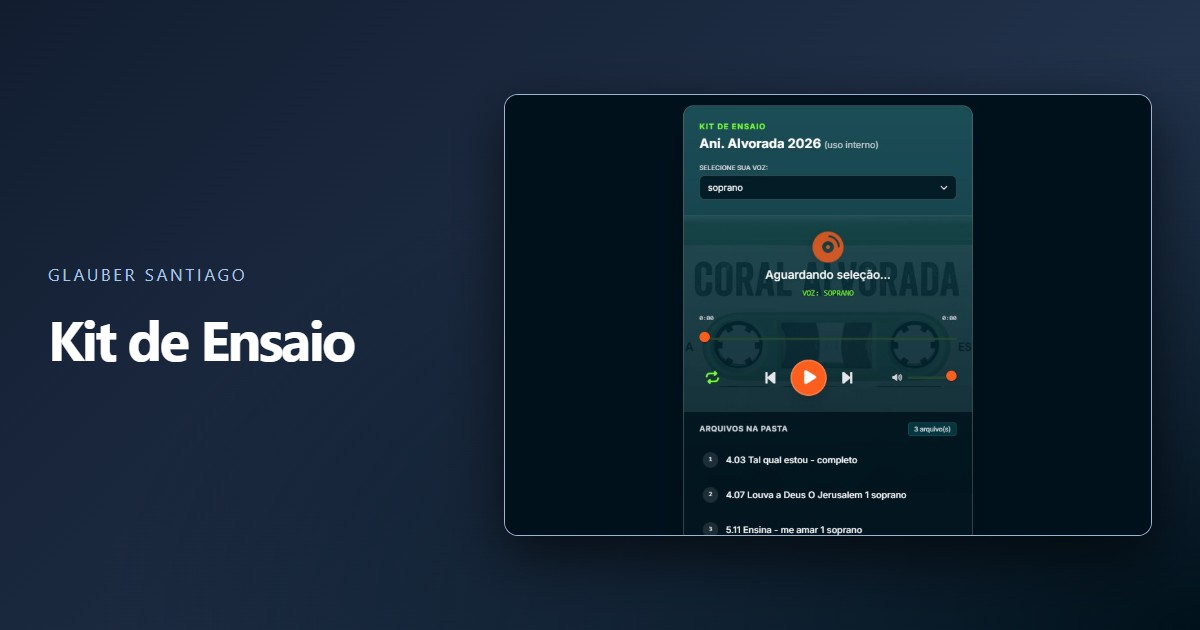 GLAUBER SANTIAGO
Kit de Ensaio
KIT DE ENSAIO
Ani. Alvorada 2026 (uso interno)
SELECIONE SUA VOZ:
soprano
CORAL ALVORADA
Aguardando seleção...
VOZ: SOPRANO
0:00 0:00
A ES
ARQUIVOS NA PASTA 3 arquivo(s)
1 4.03 Tal qual estou - completo
2 4.07 Louva a Deus O Jerusalem 1 soprano
3 5.11 Ensina - me amar 1 soprano